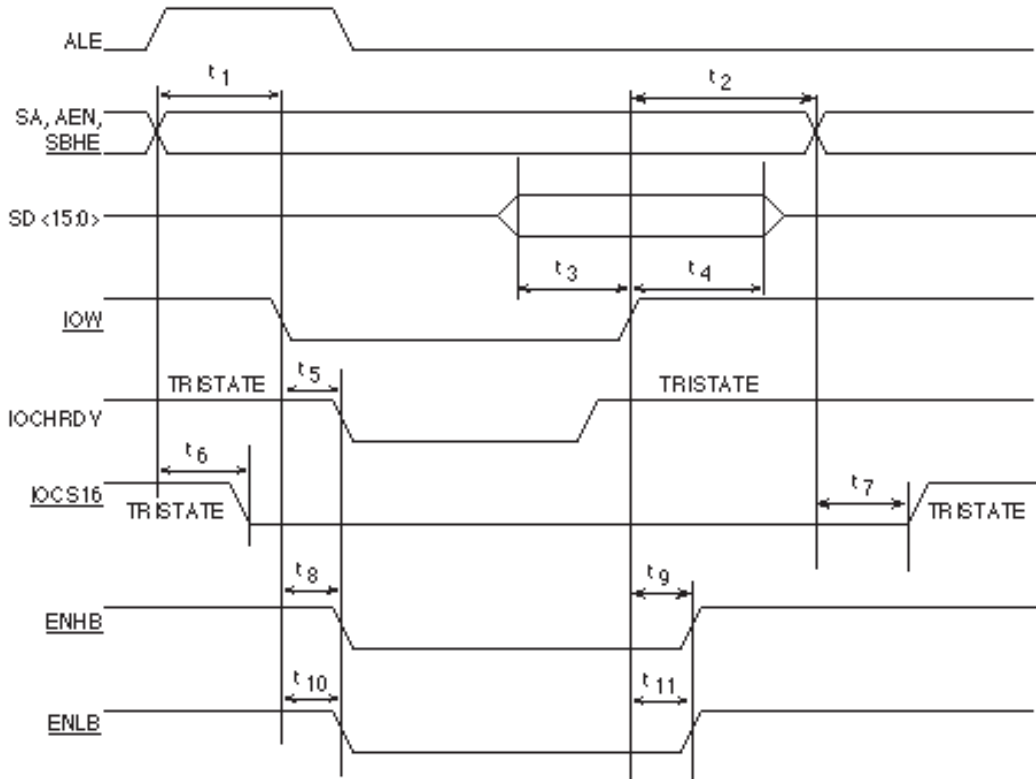 ALE
t1
t2
SA, AEN,
SBHE
SD <15:0>
t3
t4
IOW
t5
TRISTATE
TRISTATE
IOCHRDY
t6
IOCS16
t7
TRISTATE
TRISTATE
t8
t9
ENHB
t10
t11
ENLB